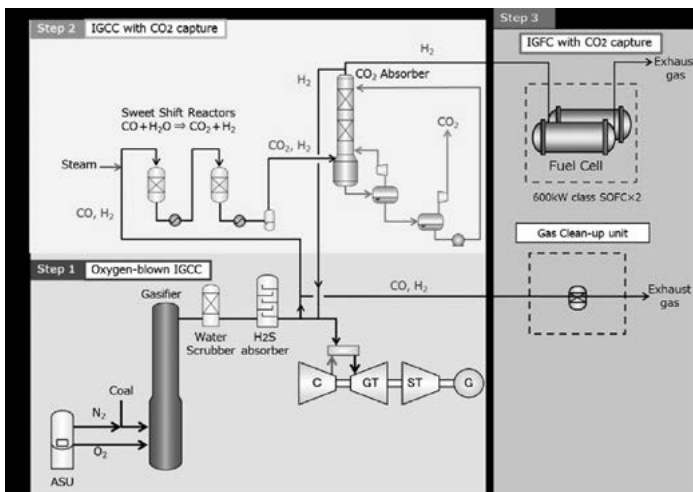 Step 2
IGCC with CO2 capture
Step 3
IGFC with CO2 capture
H2
H2
Exhaust
gas
CO2 Absorber
Sweet Shift Reactors
CO+H2O ⇒ CO2+H2
CO2
CO2, H2
Steam
Fuel Cell
CO, H2
600kW class SOFC×2
Gas Clean-up unit
Step 1
Oxygen-blown IGCC
Gasifier
CO, H2
Exhaust
gas
Water
Scrubber
H2S
absorber
C
GT
ST
G
Coal
N2
O2
ASU